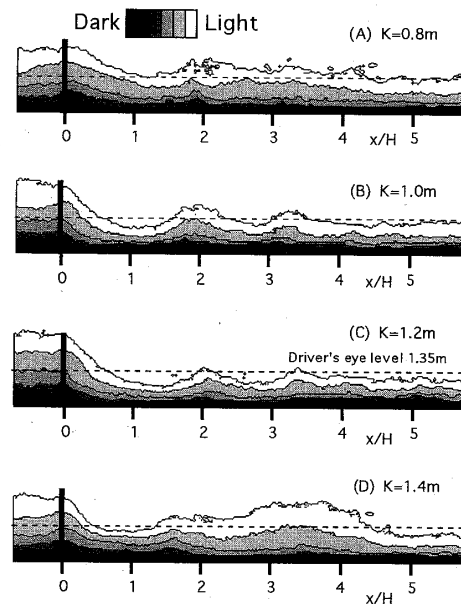 Dark Light
(A) K=0.8m
0 1 2 3 4 x/H 5
(B) K=1.0m
0 1 2 3 4 x/H 5
(C) K=1.2m
Driver's eye level 1.35m
0 1 2 3 4 5
x/H
(D) K=1.4m
0 1 2 3 4 5
x/H